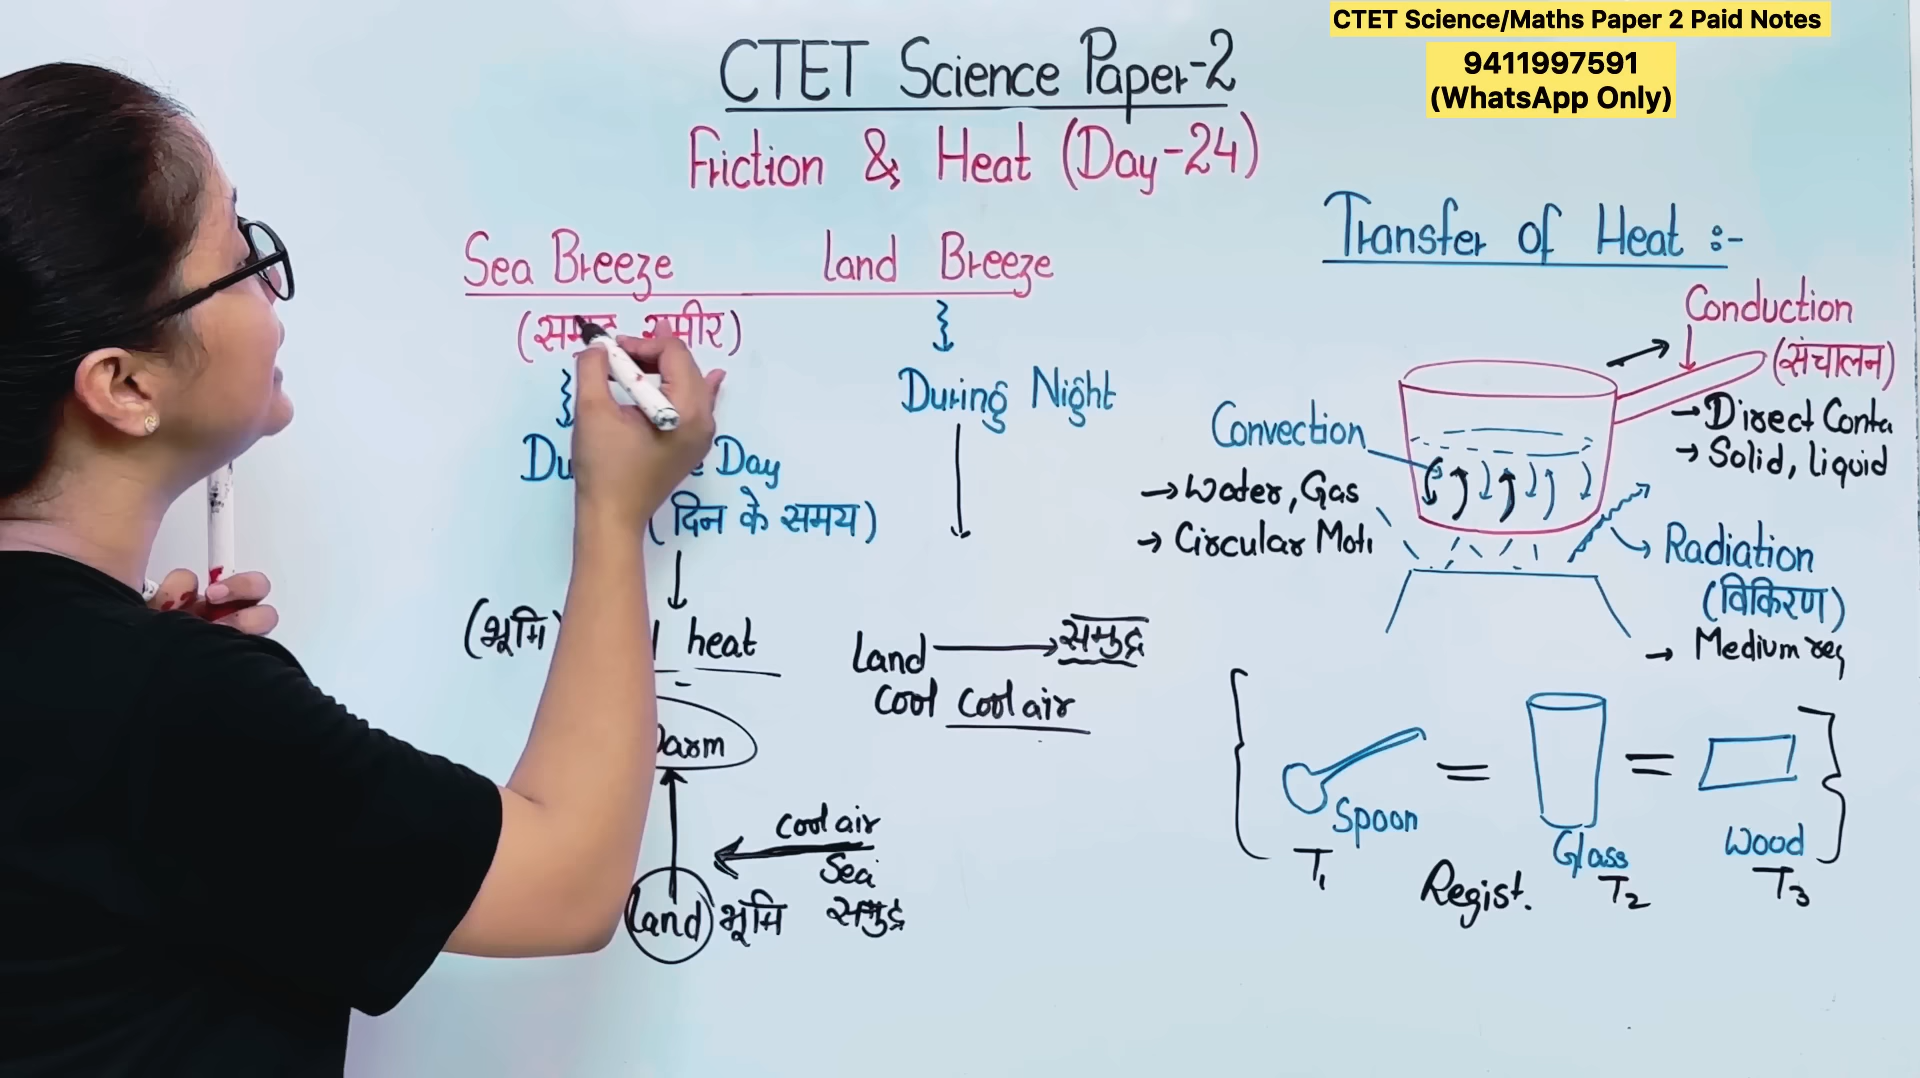 CTET Science/Maths Paper 2 Paid Notes
9411997591
(WhatsApp Only)
CTET Science Paper-2
Friction & Heat (Day-24)
Sea Breeze
समीर)
During Day
(दिन के समय)
(भूमि)
heat
land भूमि
cool air
Sea
समुद्र
Land Breeze
During Night
Land → समुद्र
cool cool air
Transfer of Heat :-
Conduction
(संचालन)
→ Direct Conta
→ Solid, liquid
Convection
→ Water, Gas
→ Circular Moti
Radiation
(विकिरण)
→ Medium req
Spoon = Glass = Wood
T1 T2 T3
Regist.